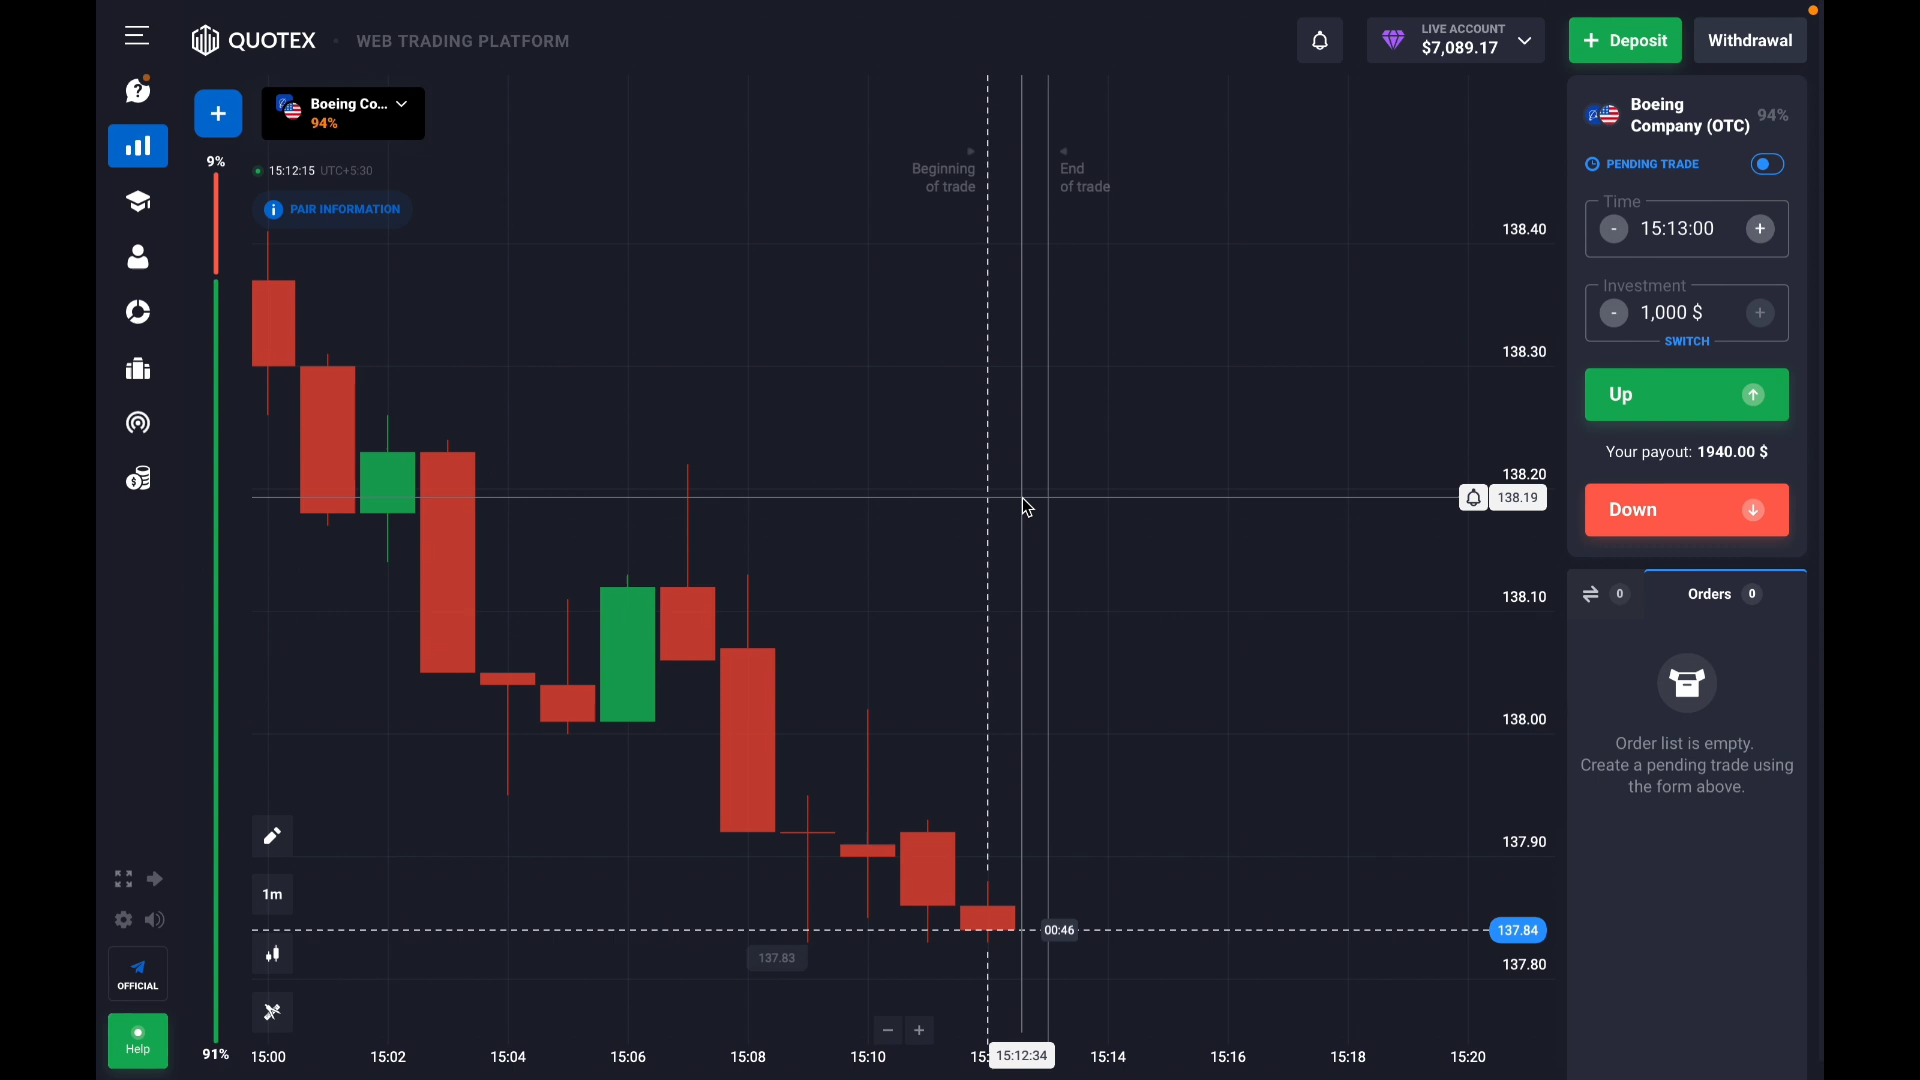 QUOTEX
WEB TRADING PLATFORM
LIVE ACCOUNT
$7,089.17
+ Deposit
Withdrawal
+
Boeing Co...
94%
9%
15:12:15 UTC+5:30
i PAIR INFORMATION
Beginning
of trade
End
of trade
138.40
138.30
138.20
138.19
138.10
138.00
137.90
137.84
137.80
00:46
137.83
1m
- +
91%
15:00
15:02
15:04
15:06
15:08
15:10
15:
15:12:34
15:14
15:16
15:18
15:20
OFFICIAL
Help
Boeing
Company (OTC)
94%
PENDING TRADE
Time
- 15:13:00 +
Investment
- 1,000 $ +
SWITCH
Up
Your payout: 1940.00 $
Down
0
Orders 0
Order list is empty.
Create a pending trade using
the form above.